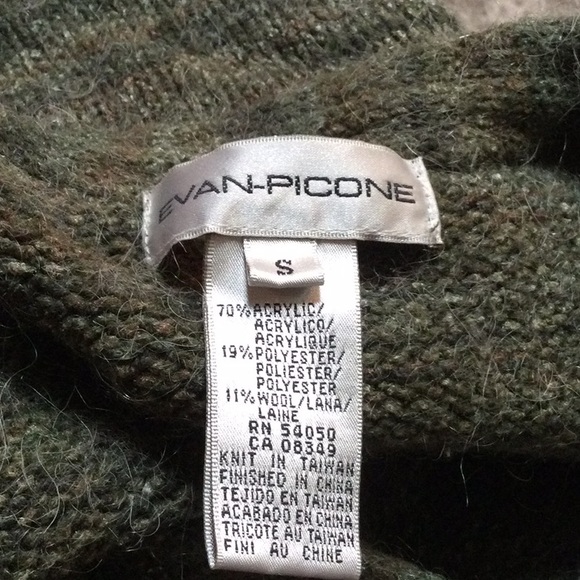 EVAN-PICONE
S
70% ACRYLIC/
ACRILICO/
ACRYLIQUE
19% POLYESTER/
POLIESTER/
POLYESTER
11% WOOL/LANA/
LAINE
RN 54050
CA 08349
KNIT IN TAIWAN
FINISHED IN CHINA
TEJIDO EN TAIWAN
ACABADO EN CHINA
TRICOTE AU TAIWAN
FINI AU CHINE